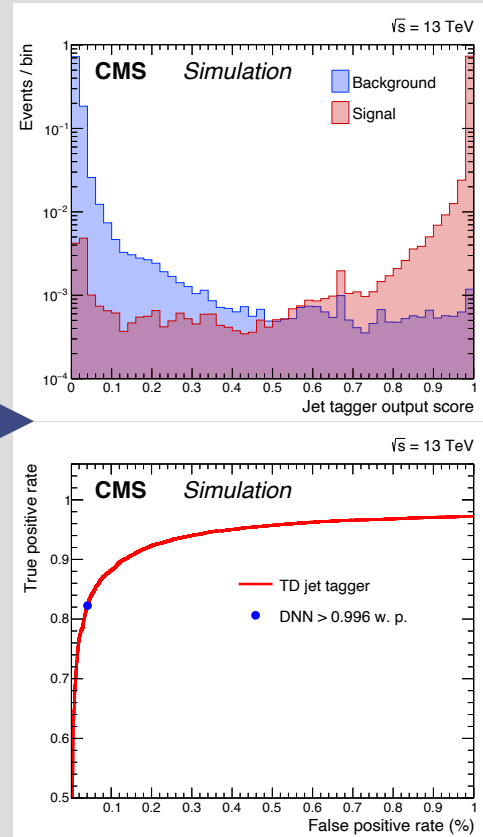 √s = 13 TeV
CMS Simulation
Events / bin
Background
Signal
1
10⁻¹
10⁻²
10⁻³
10⁻⁴
0 0.1 0.2 0.3 0.4 0.5 0.6 0.7 0.8 0.9 1
Jet tagger output score
√s = 13 TeV
CMS Simulation
True positive rate
TD jet tagger
DNN > 0.996 w. p.
1
0.9
0.8
0.7
0.6
0.5
0.1 0.2 0.3 0.4 0.5 0.6 0.7 0.8 0.9 1
False positive rate (%)